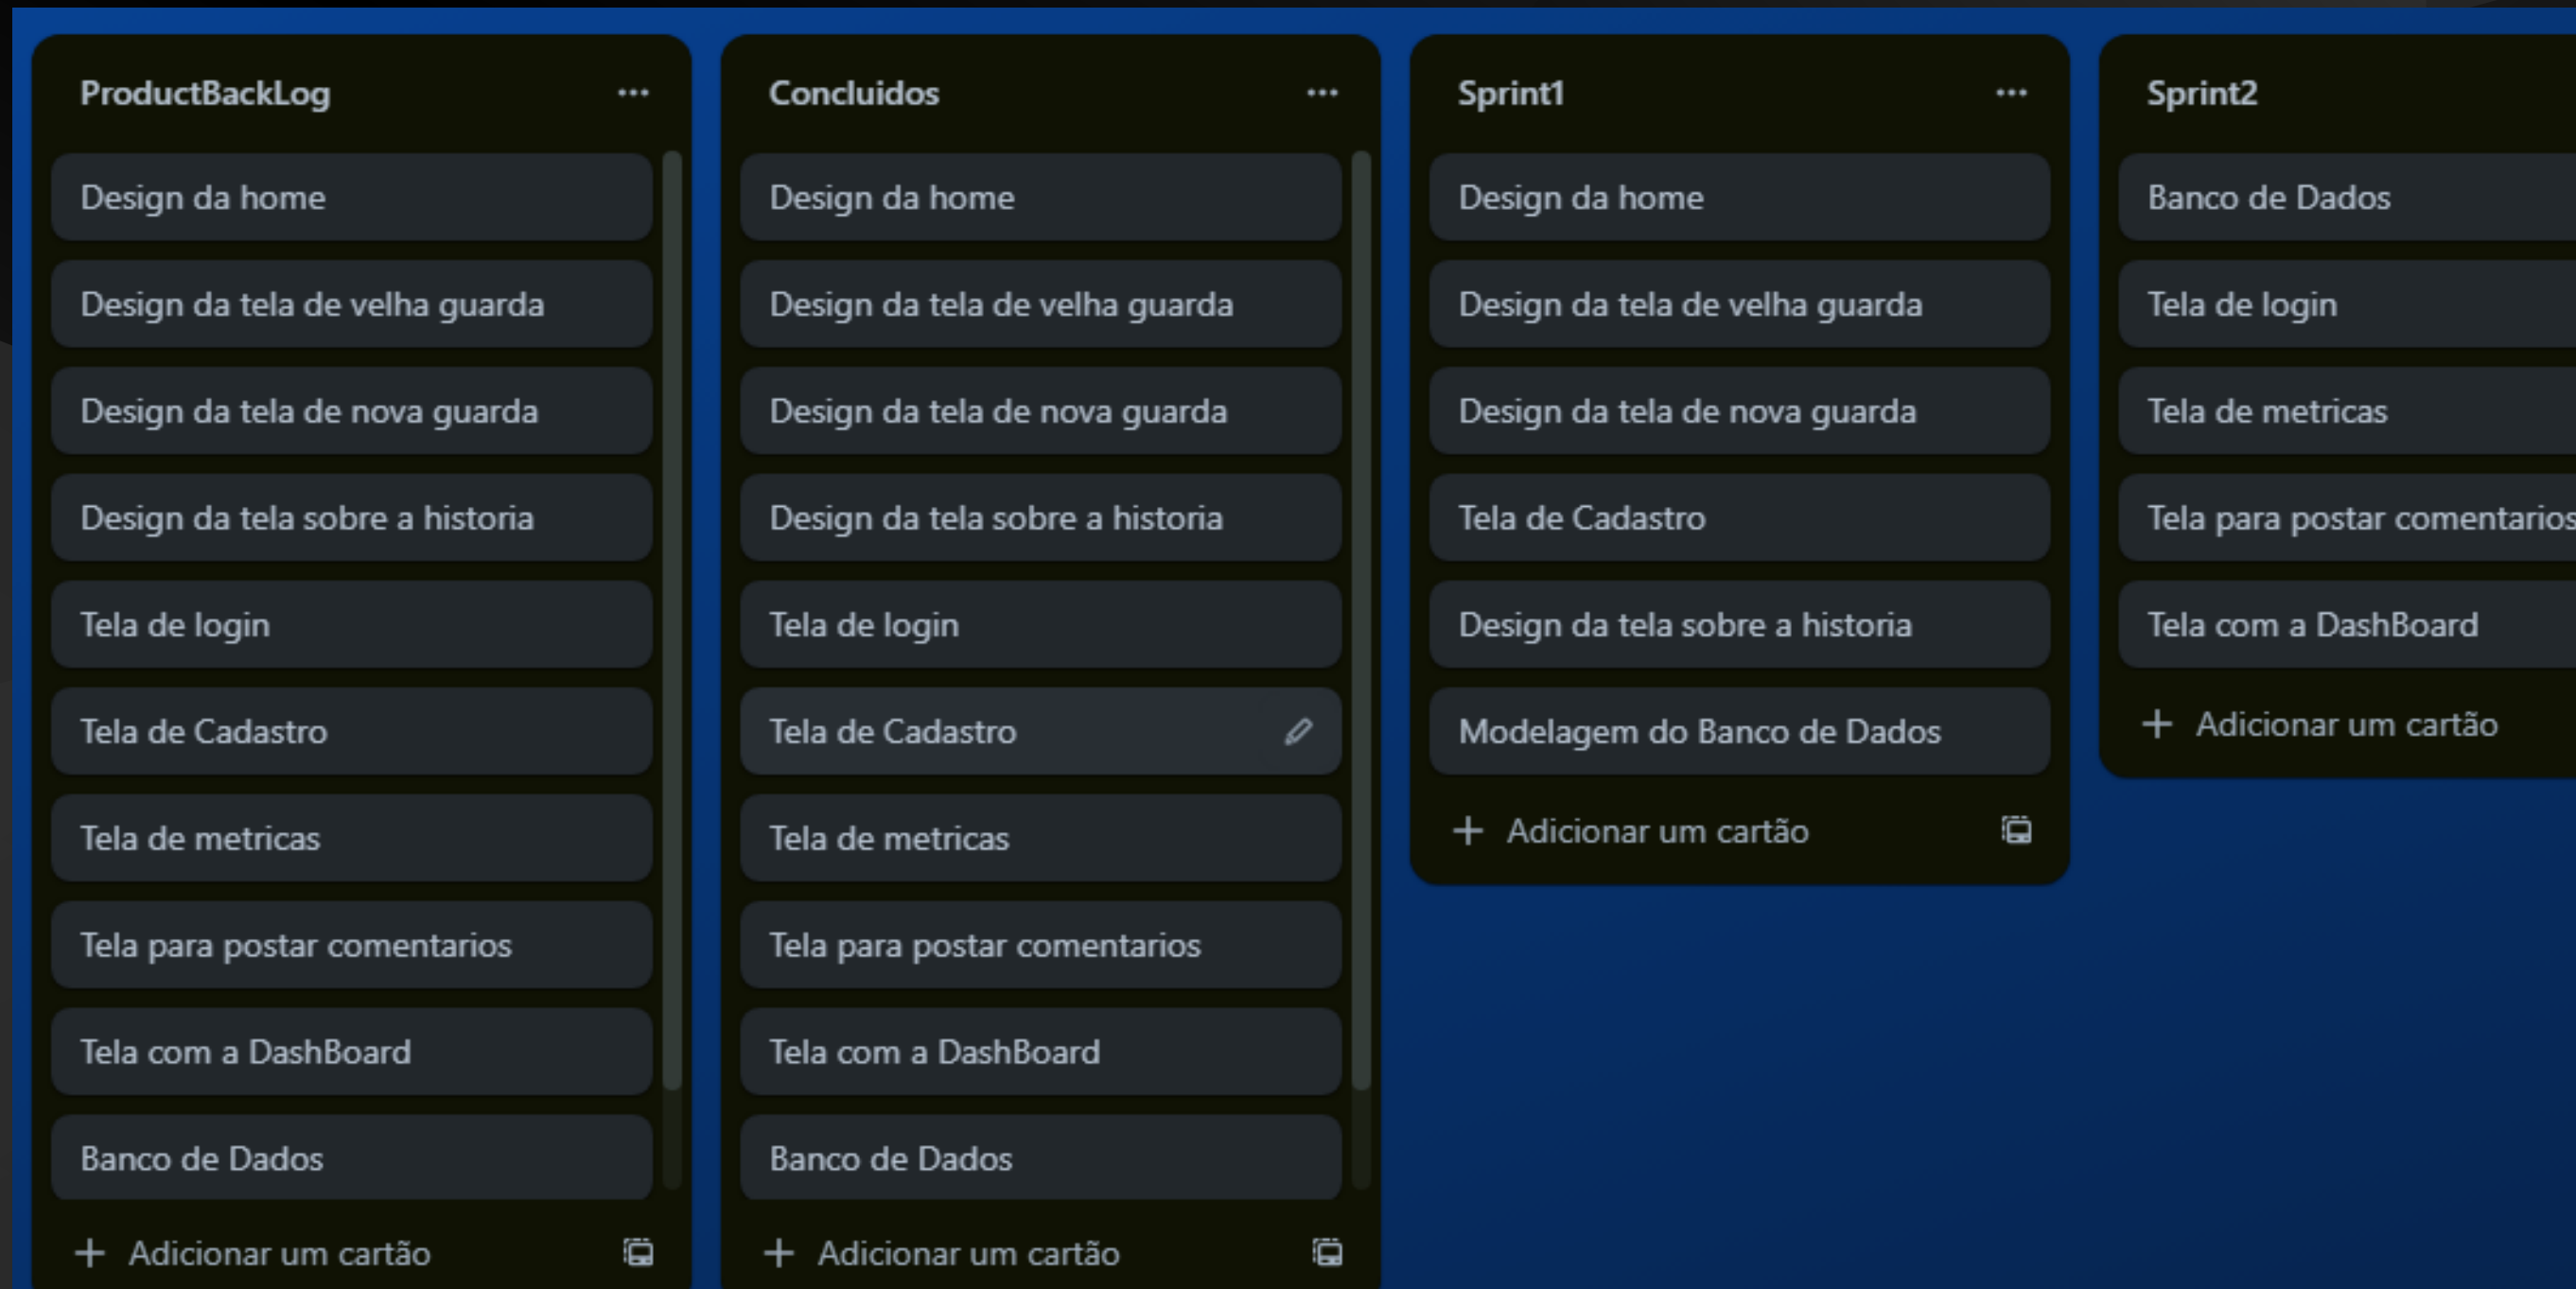 ProductBackLog
Design da home
Design da tela de velha guarda
Design da tela de nova guarda
Design da tela sobre a historia
Tela de login
Tela de Cadastro
Tela de metricas
Tela para postar comentarios
Tela com a DashBoard
Banco de Dados
Adicionar um cartão
Concluidos
Design da home
Design da tela de velha guarda
Design da tela de nova guarda
Design da tela sobre a historia
Tela de login
Tela de Cadastro
Tela de metricas
Tela para postar comentarios
Tela com a DashBoard
Banco de Dados
Adicionar um cartão
Sprint1
Design da home
Design da tela de velha guarda
Design da tela de nova guarda
Tela de Cadastro
Design da tela sobre a historia
Modelagem do Banco de Dados
Adicionar um cartão
Sprint2
Banco de Dados
Tela de login
Tela de metricas
Tela para postar comentarios
Tela com a DashBoard
Adicionar um cartão